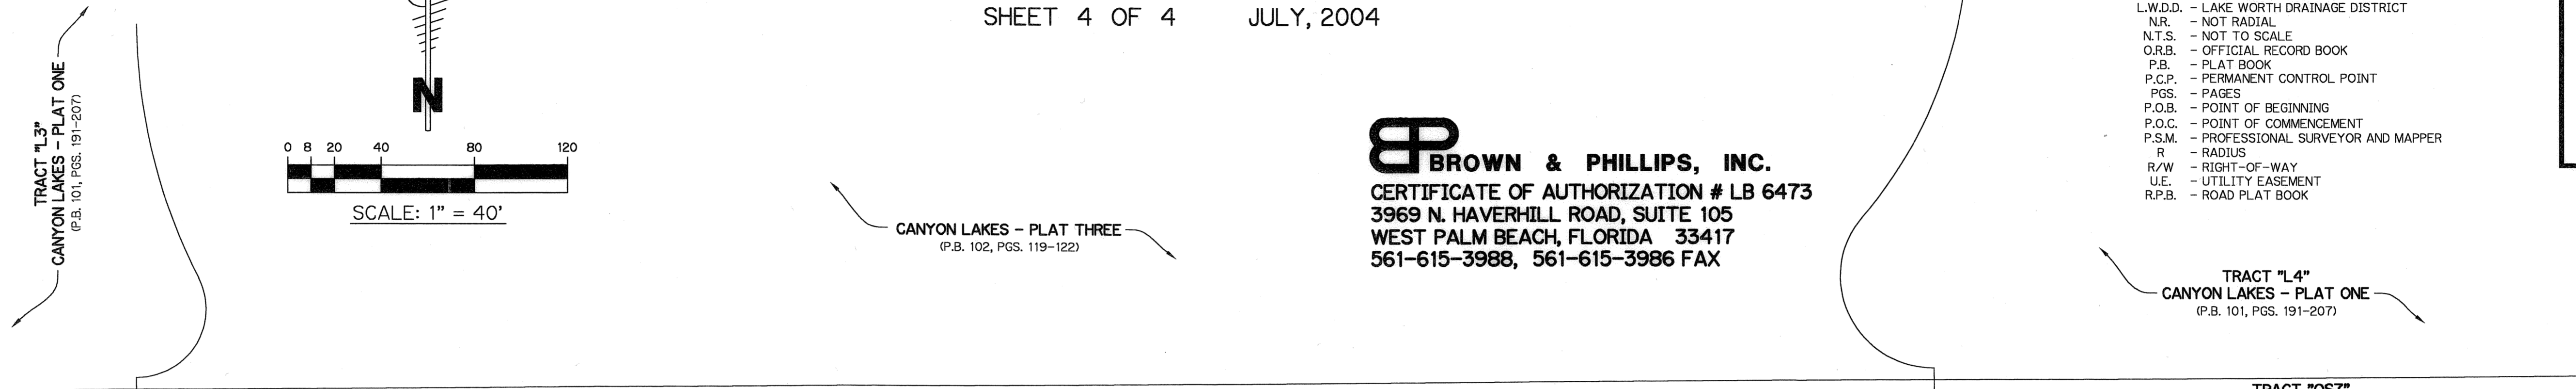 SHEET 4 OF 4 JULY, 2004
TRACT "L3"
CANYON LAKES - PLAT ONE
(P.B. 101, PGS. 191-207)
N
0 8 20 40 80 120
SCALE: 1" = 40'
CANYON LAKES - PLAT THREE
(P.B. 102, PGS. 119-122)
BP
BROWN & PHILLIPS, INC.
CERTIFICATE OF AUTHORIZATION # LB 6473
3969 N. HAVERHILL ROAD, SUITE 105
WEST PALM BEACH, FLORIDA 33417
561-615-3988, 561-615-3986 FAX
L.W.D.D. - LAKE WORTH DRAINAGE DISTRICT
N.R. - NOT RADIAL
N.T.S. - NOT TO SCALE
O.R.B. - OFFICIAL RECORD BOOK
P.B. - PLAT BOOK
P.C.P. - PERMANENT CONTROL POINT
PGS. - PAGES
P.O.B. - POINT OF BEGINNING
P.O.C. - POINT OF COMMENCEMENT
P.S.M. - PROFESSIONAL SURVEYOR AND MAPPER
R - RADIUS
R/W - RIGHT-OF-WAY
U.E. - UTILITY EASEMENT
R.P.B. - ROAD PLAT BOOK
TRACT "L4"
CANYON LAKES - PLAT ONE
(P.B. 101, PGS. 191-207)